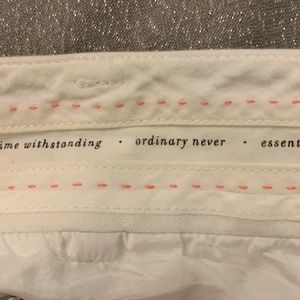 ime withstanding · ordinary never · essent